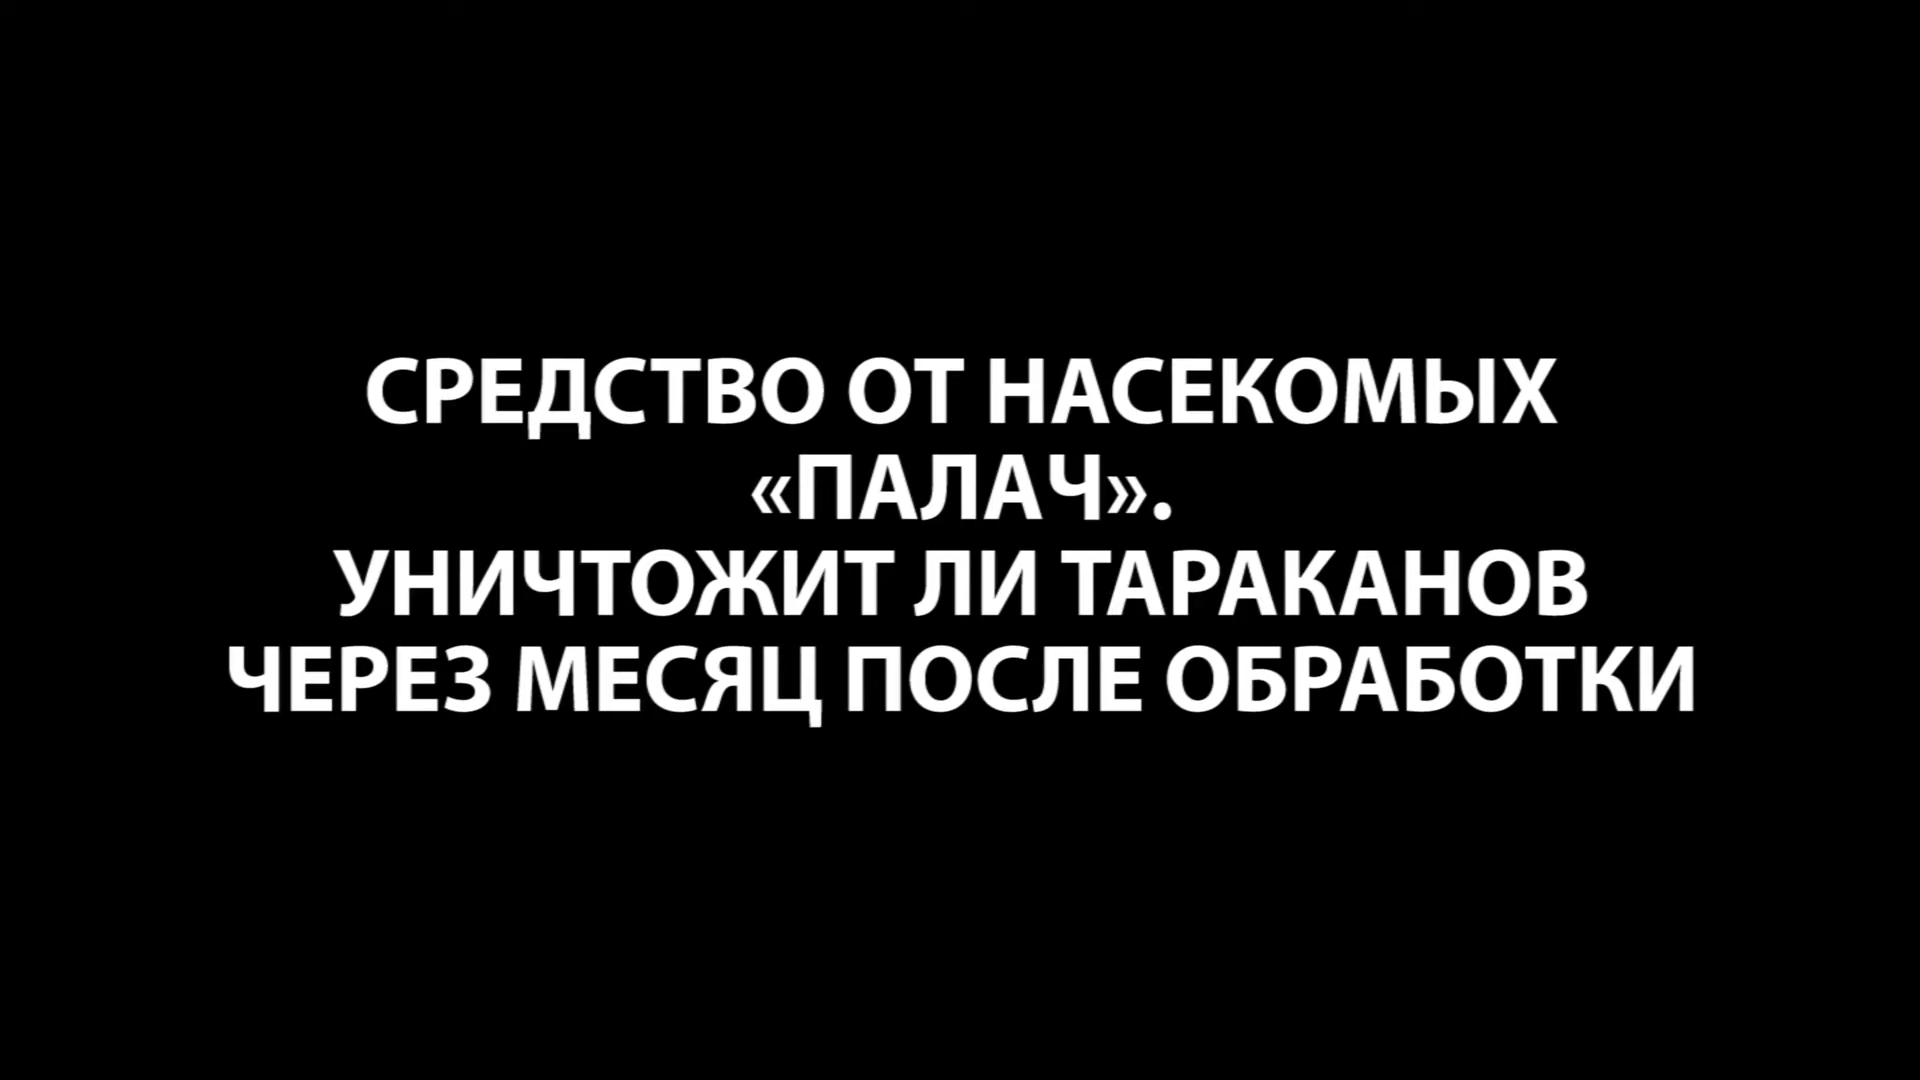 СРЕДСТВО ОТ НАСЕКОМЫХ
«ПАЛАЧ».
УНИЧТОЖИТ ЛИ ТАРАКАНОВ
ЧЕРЕЗ МЕСЯЦ ПОСЛЕ ОБРАБОТКИ